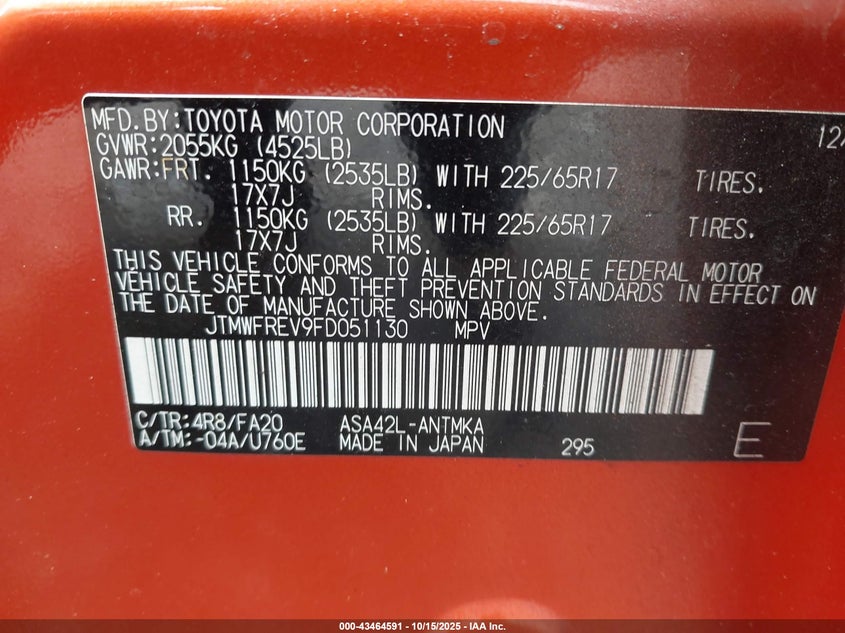 MFD.BY:TOYOTA MOTOR CORPORATION 12/
GVWR:2055KG (4525LB)
GAWR:FRT. 1150KG (2535LB) WITH 225/65R17 TIRES.
17X7J RIMS.
RR. 1150KG (2535LB) WITH 225/65R17 TIRES.
17X7J RIMS.
THIS VEHICLE CONFORMS TO ALL APPLICABLE FEDERAL MOTOR
VEHICLE SAFETY AND THEFT PREVENTION STANDARDS IN EFFECT ON
THE DATE OF MANUFACTURE SHOWN ABOVE.
JTMWFREV9FD051130 MPV
C/TR:4R8/FA20 ASA42L-ANTMKA
A/TM:-04A/U760E MADE IN JAPAN 295 E
000-43464591 - 10/15/2025 - IAA Inc.